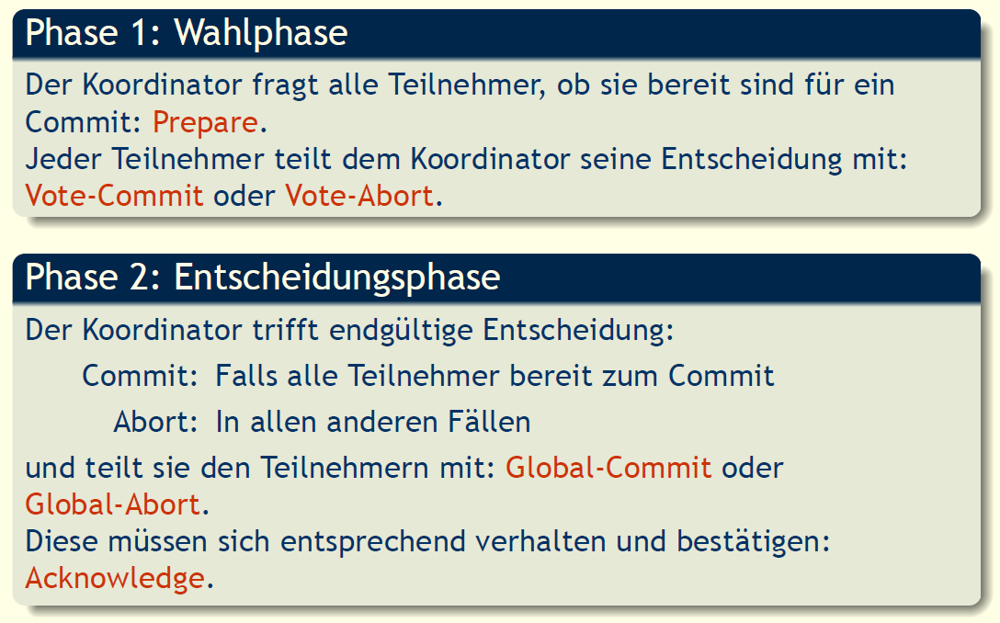 Phase 1: Wahlphase
Der Koordinator fragt alle Teilnehmer, ob sie bereit sind für ein
Commit: Prepare.
Jeder Teilnehmer teilt dem Koordinator seine Entscheidung mit:
Vote-Commit oder Vote-Abort.
Phase 2: Entscheidungsphase
Der Koordinator trifft endgültige Entscheidung:
Commit: Falls alle Teilnehmer bereit zum Commit
Abort: In allen anderen Fällen
und teilt sie den Teilnehmern mit: Global-Commit oder
Global-Abort.
Diese müssen sich entsprechend verhalten und bestätigen:
Acknowledge.